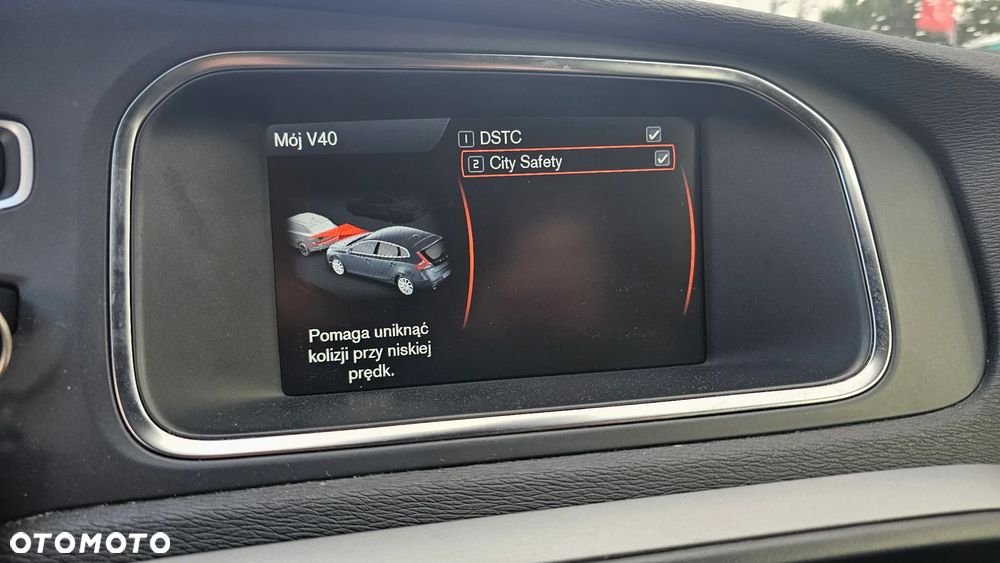 Mój V40
1 DSTC
2 City Safety
Pomaga uniknąć
kolizji przy niskiej
prędk.
OTOMOTO